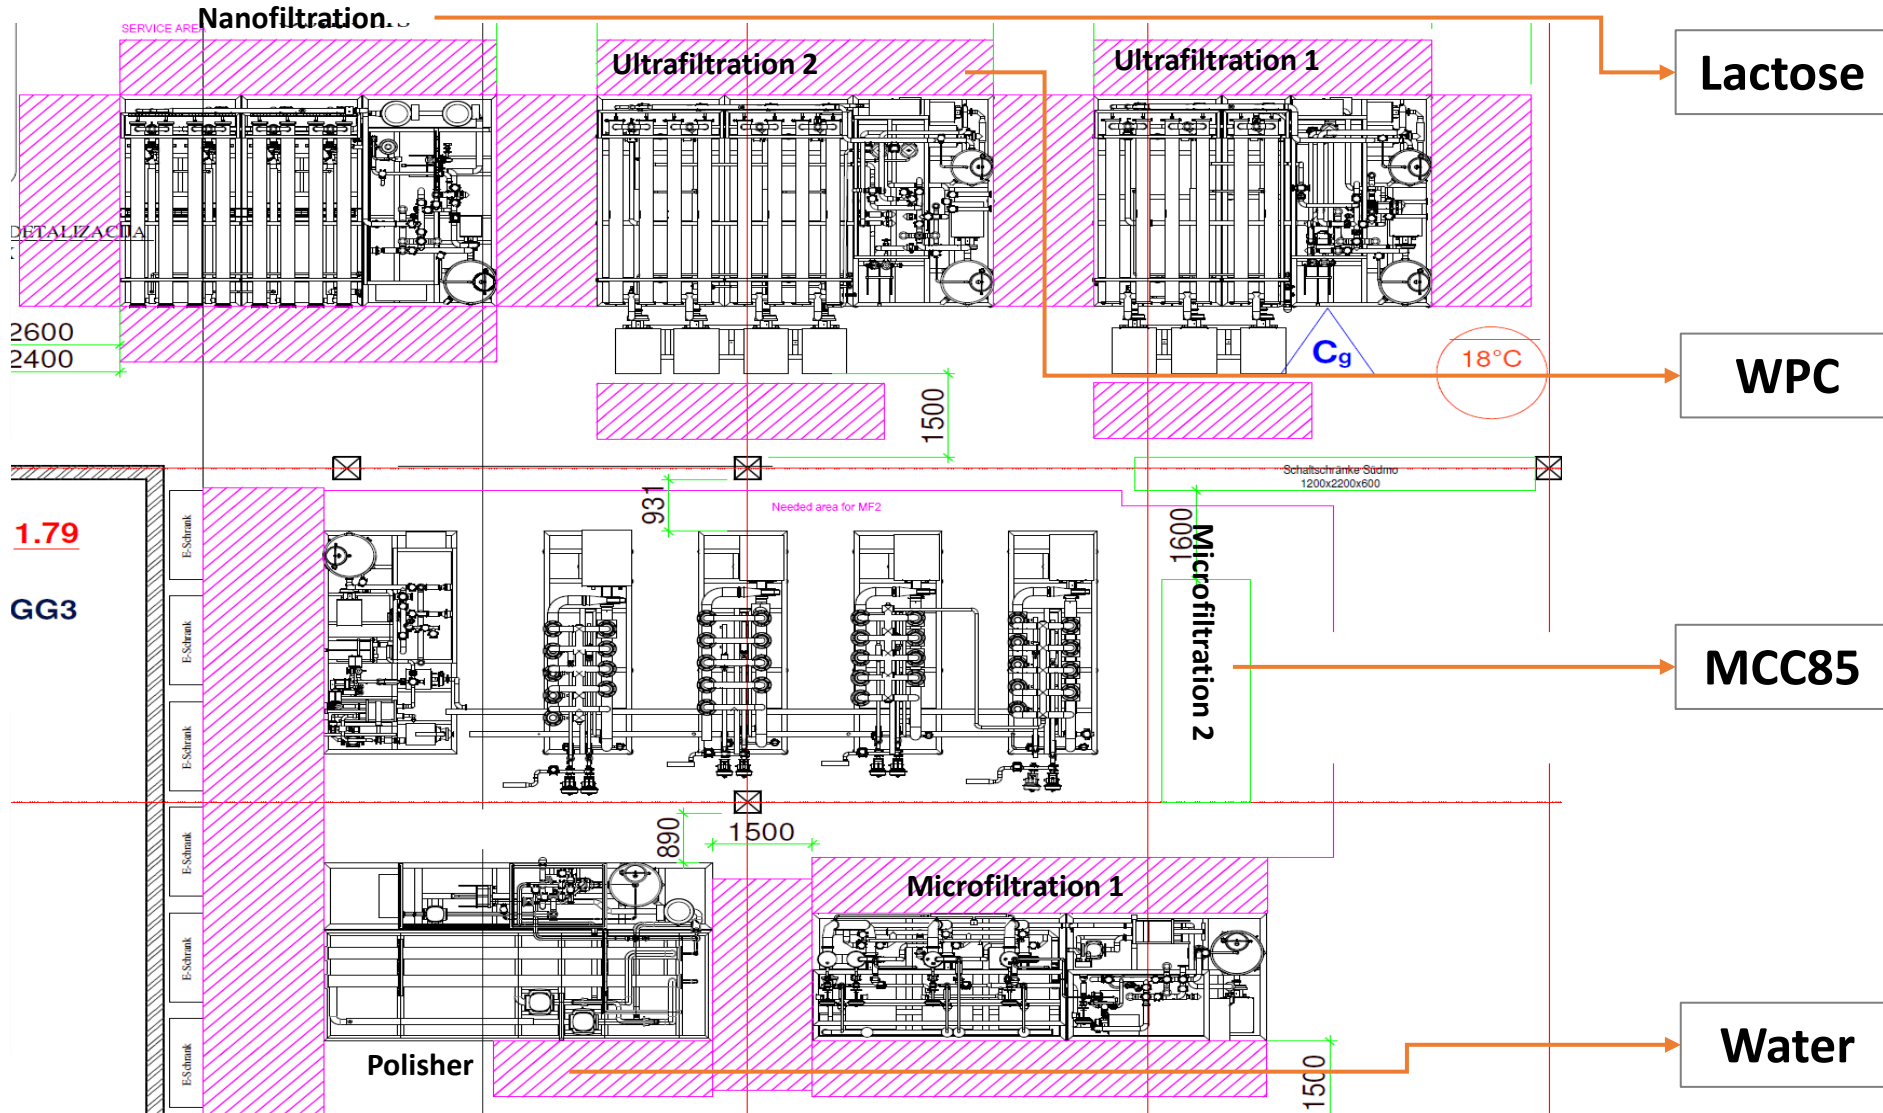 Nanofiltration
SERVICE AREA
Ultrafiltration 2
Ultrafiltration 1
Lactose
DETALIZACIJA
2600
2400
Cg
18°C
WPC
1500
Schaltschränke Südmo
1200x2200x600
931
Needed area for MF2
1600
1.79
GG3
E-Schrank
E-Schrank
E-Schrank
E-Schrank
E-Schrank
E-Schrank
Microfiltration 2
MCC85
890
1500
Microfiltration 1
Polisher
Water
1500